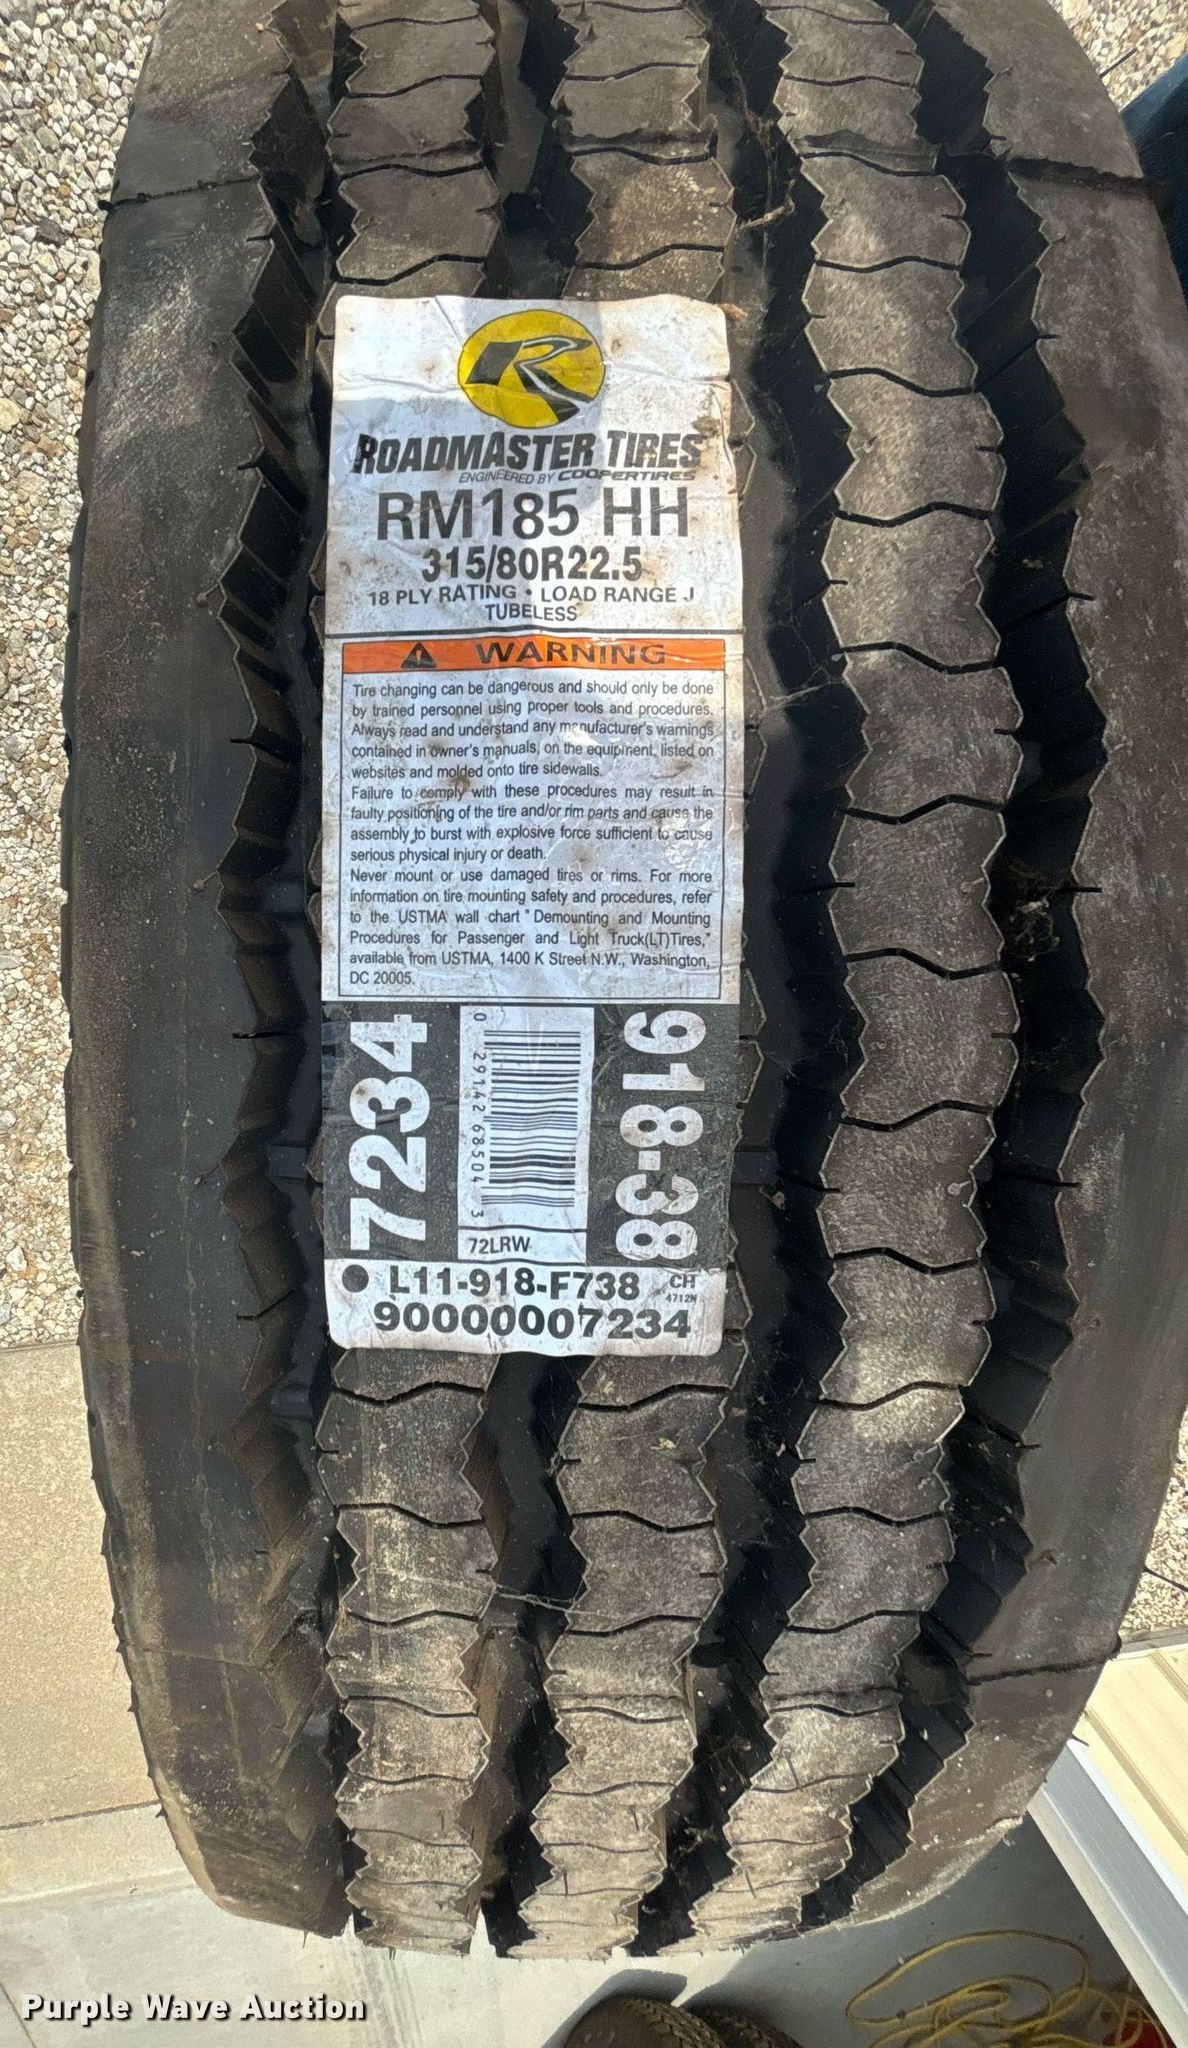 R
ROADMASTER TIRES
ENGINEERED BY COOPERTIRES
RM185 HH
315/80R22.5
18 PLY RATING • LOAD RANGE J
TUBELESS
WARNING
Tire changing can be dangerous and should only be done
by trained personnel using proper tools and procedures.
Always read and understand any manufacturer's warnings
contained in owner's manuals, on the equipment, listed on
websites and molded onto tire sidewalls.
Failure to comply with these procedures may result in
faulty positioning of the tire and/or rim parts and cause the
assembly to burst with explosive force sufficient to cause
serious physical injury or death.
Never mount or use damaged tires or rims. For more
information on tire mounting safety and procedures, refer
to the USTMA wall chart "Demounting and Mounting
Procedures for Passenger and Light Truck(LT)Tires,"
available from USTMA, 1400 K Street N.W., Washington,
DC 20005.
7234
0 29142 68504 3
918-38
72LRW
L11-918-F738 CH
4712N
90000007234
Purple Wave Auction